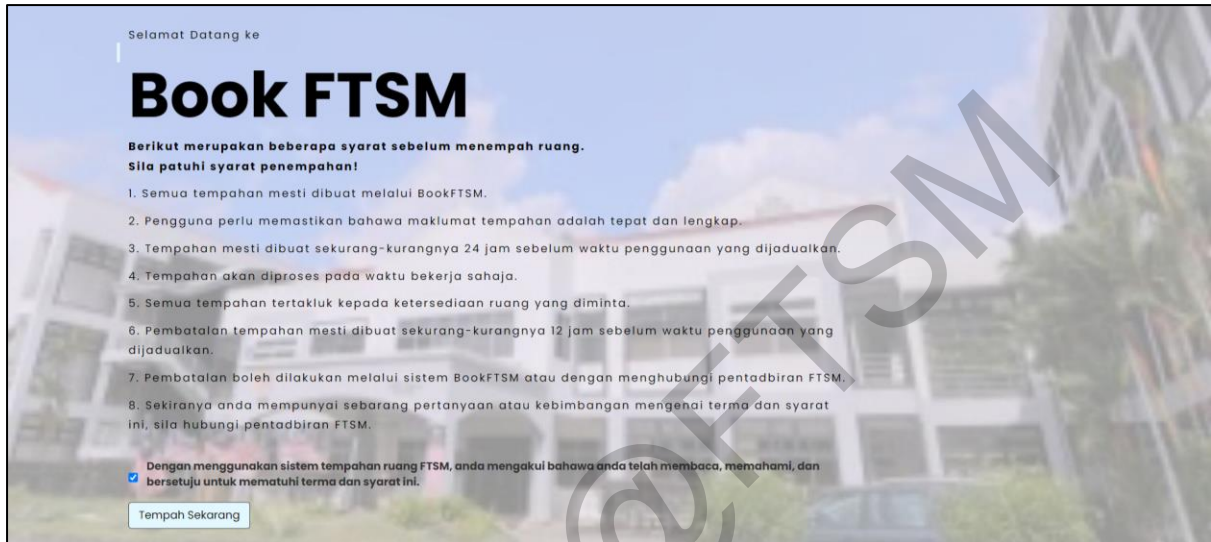 Selamat Datang ke
Book FTSM
Berikut merupakan beberapa syarat sebelum menempah ruang.
Sila patuhi syarat penempahan!
1. Semua tempahan mesti dibuat melalui BookFTSM.
2. Pengguna perlu memastikan bahawa maklumat tempahan adalah tepat dan lengkap.
3. Tempahan mesti dibuat sekurang-kurangnya 24 jam sebelum waktu penggunaan yang dijadualkan.
4. Tempahan akan diproses pada waktu bekerja sahaja.
5. Semua tempahan tertakluk kepada ketersediaan ruang yang diminta.
6. Pembatalan tempahan mesti dibuat sekurang-kurangnya 12 jam sebelum waktu penggunaan yang
dijadualkan.
7. Pembatalan boleh dilakukan melalui sistem BookFTSM atau dengan menghubungi pentadbiran FTSM.
8. Sekiranya anda mempunyai sebarang pertanyaan atau kebimbangan mengenai terma dan syarat
ini, sila hubungi pentadbiran FTSM.
Dengan menggunakan sistem tempahan ruang FTSM, anda mengakui bahawa anda telah membaca, memahami, dan
bersetuju untuk mematuhi terma dan syarat ini.
Tempah Sekarang
@FTSM